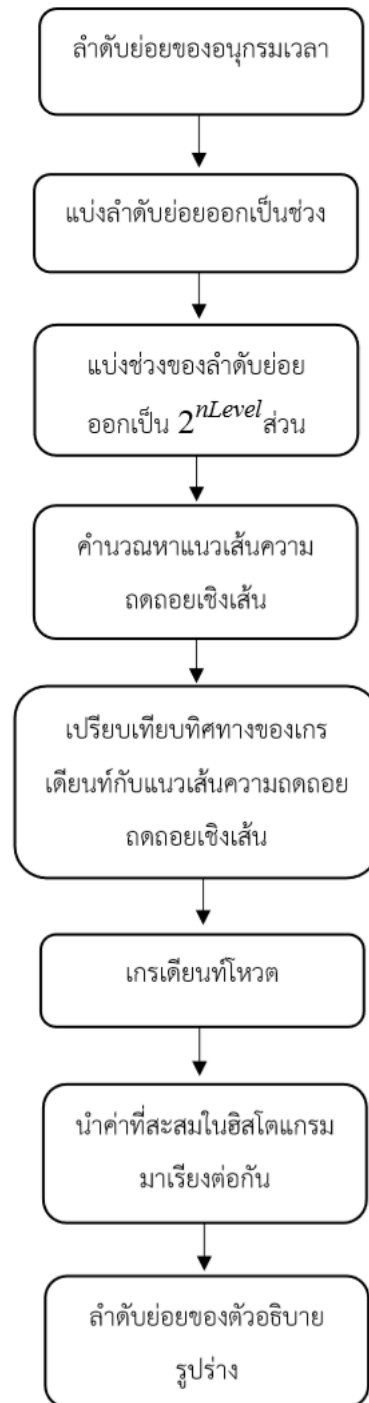 ลำดับย่อยของอนุกรมเวลา
แบ่งลำดับย่อยออกเป็นช่วง
แบ่งช่วงของลำดับย่อย
ออกเป็น 2^{nLevel} ส่วน
คำนวณหาแนวเส้นความ
ถดถอยเชิงเส้น
เปรียบเทียบทิศทางของเกร
เดียนท์กับแนวเส้นความถดถอย
ถดถอยเชิงเส้น
เกรเดียนท์โหวต
นำค่าที่สะสมในฮิสโตแกรม
มาเรียงต่อกัน
ลำดับย่อยของตัวอธิบาย
รูปร่าง